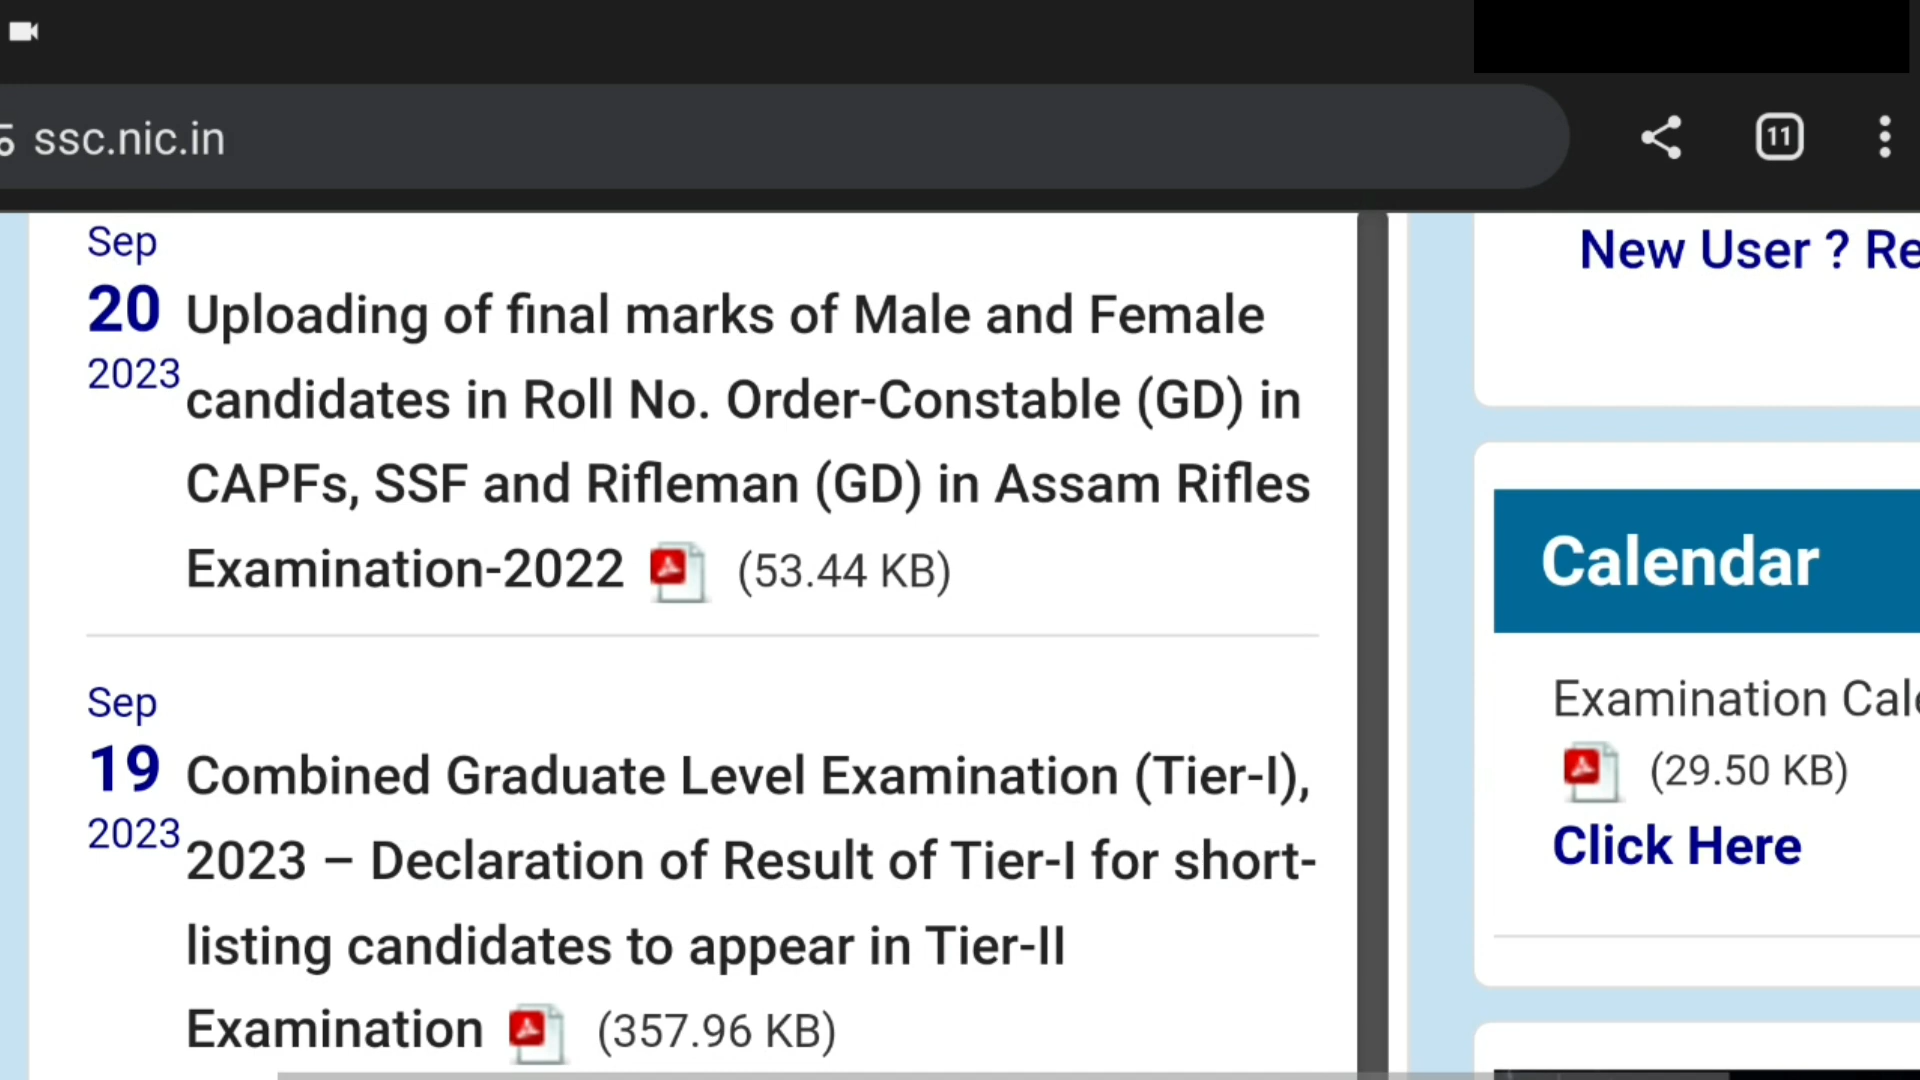 ssc.nic.in
11
Sep
20
2023
Uploading of final marks of Male and Female
candidates in Roll No. Order-Constable (GD) in
CAPFs, SSF and Rifleman (GD) in Assam Rifles
Examination-2022 (53.44 KB)
Sep
19
2023
Combined Graduate Level Examination (Tier-I),
2023 – Declaration of Result of Tier-I for short-
listing candidates to appear in Tier-II
Examination (357.96 KB)
New User ? Re
Calendar
Examination Cale
(29.50 KB)
Click Here